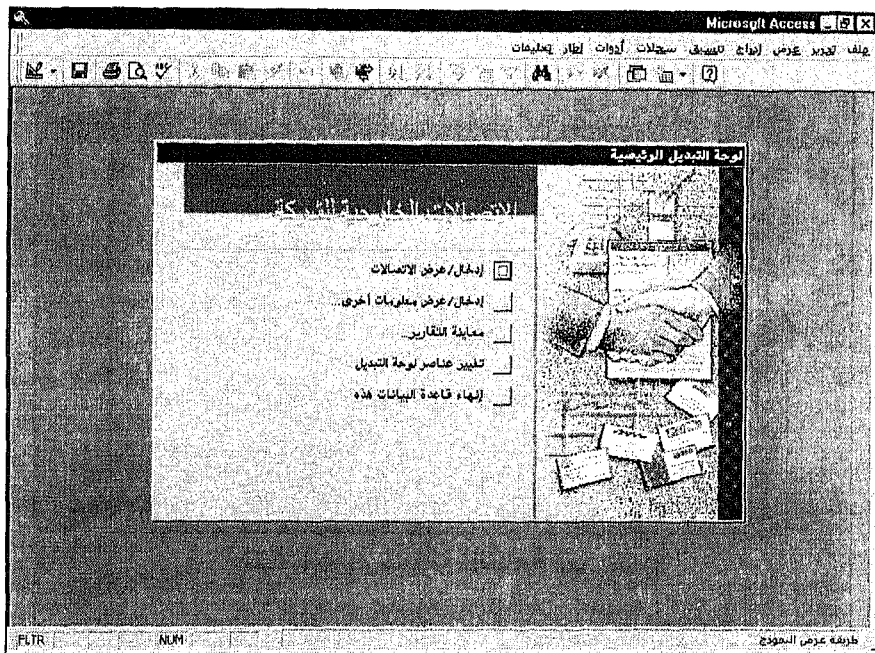 Microsoft Access
ملف تحرير عرض إدراج تنسيق سجلات أدوات إطار تعليمات
لوحة التبديل الرئيسية
الاتصالات الخارجية للشركة
إدخال/عرض الاتصالات
إدخال/عرض معلومات أخرى...
معاينة التقارير...
تغيير عناصر لوحة التبديل
إنهاء قاعدة البيانات هذه
طريقة عرض النموذج
NUM
FLTR